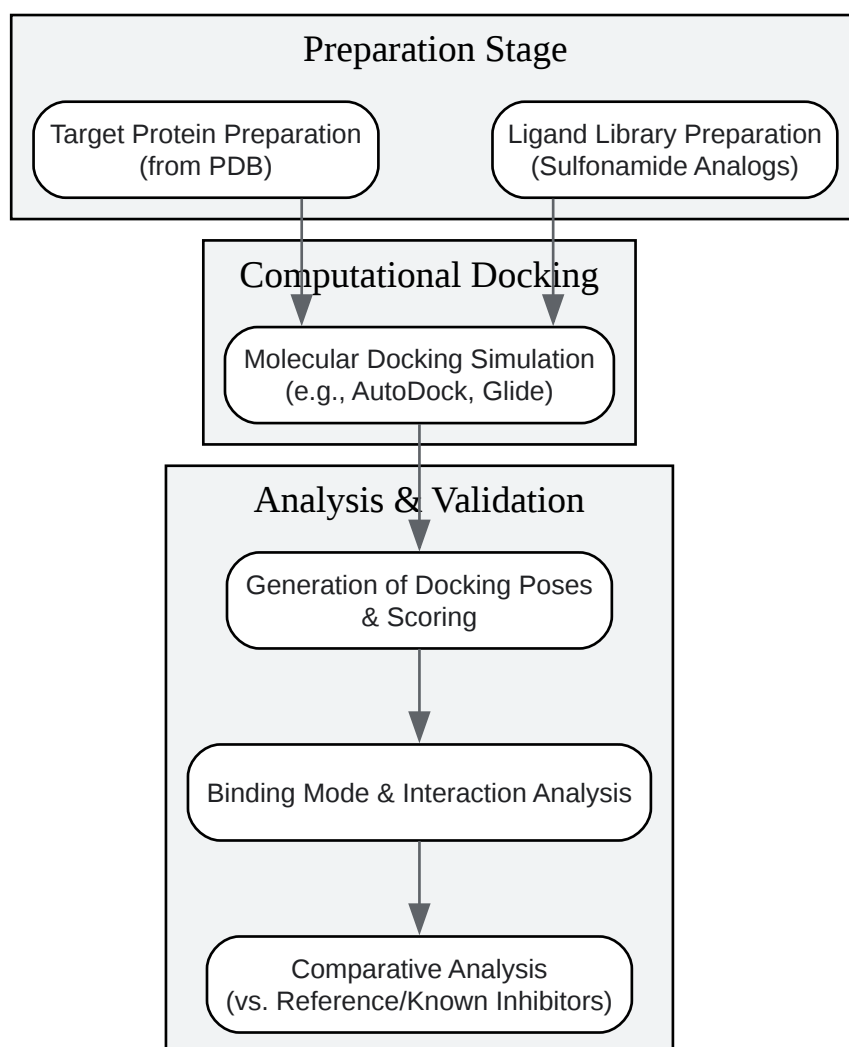 Preparation Stage
Target Protein Preparation
(from PDB)
Ligand Library Preparation
(Sulfonamide Analogs)
Computational Docking
Molecular Docking Simulation
(e.g., AutoDock, Glide)
Analysis & Validation
Generation of Docking Poses
& Scoring
Binding Mode & Interaction Analysis
Comparative Analysis
(vs. Reference/Known Inhibitors)